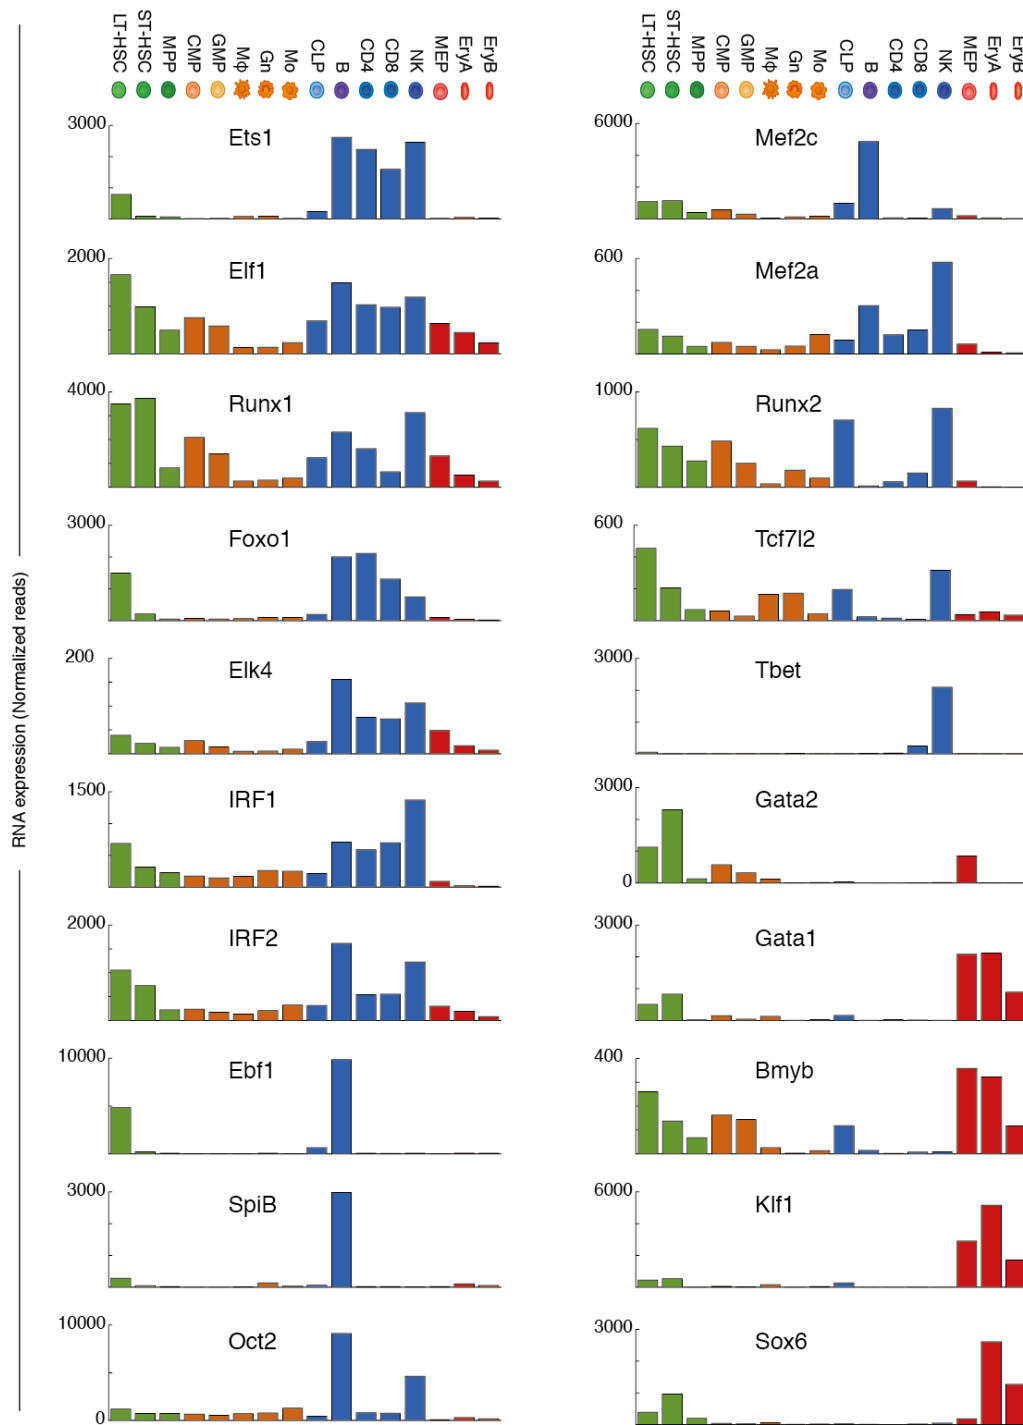 LT-HSC ST-HSC MPP CMP GMP Mφ Gn Mo CLP B CD4 CD8 NK MEP EryA EryB
LT-HSC ST-HSC MPP CMP GMP Mφ Gn Mo CLP B CD4 CD8 NK MEP EryA EryB
RNA expression (Normalized reads)
3000 Ets1
6000 Mef2c
2000 Elf1
600 Mef2a
4000 Runx1
1000 Runx2
3000 Foxo1
600 Tcf7l2
200 Elk4
3000 Tbet
1500 IRF1
3000 Gata2
0
2000 IRF2
3000 Gata1
10000 Ebf1
400 Bmyb
3000 SpiB
6000 Klf1
10000 Oct2
0
3000 Sox6